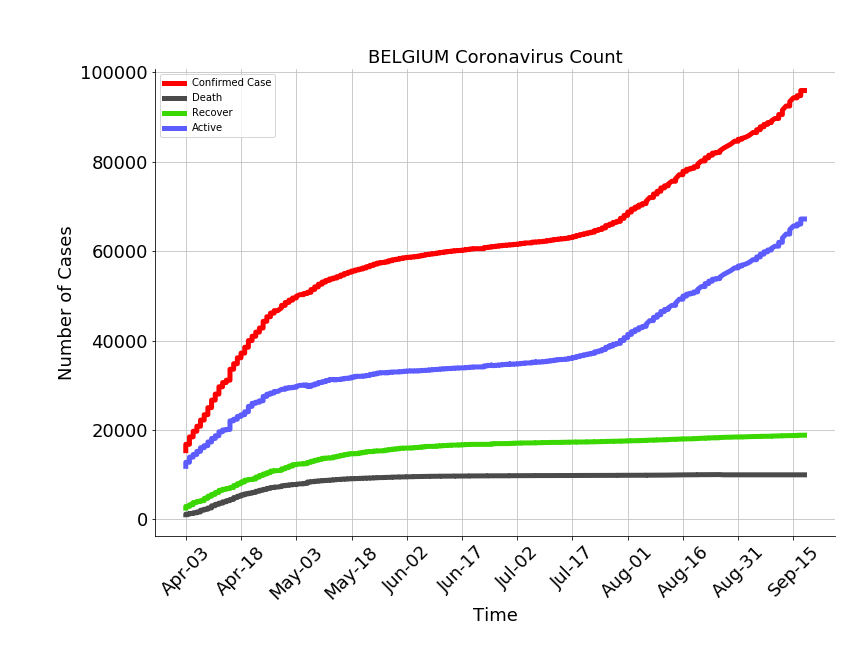 BELGIUM Coronavirus Count
Confirmed Case
Death
Recover
Active
Number of Cases
100000
80000
60000
40000
20000
0
Apr-03
Apr-18
May-03
May-18
Jun-02
Jun-17
Jul-02
Jul-17
Aug-01
Aug-16
Aug-31
Sep-15
Time